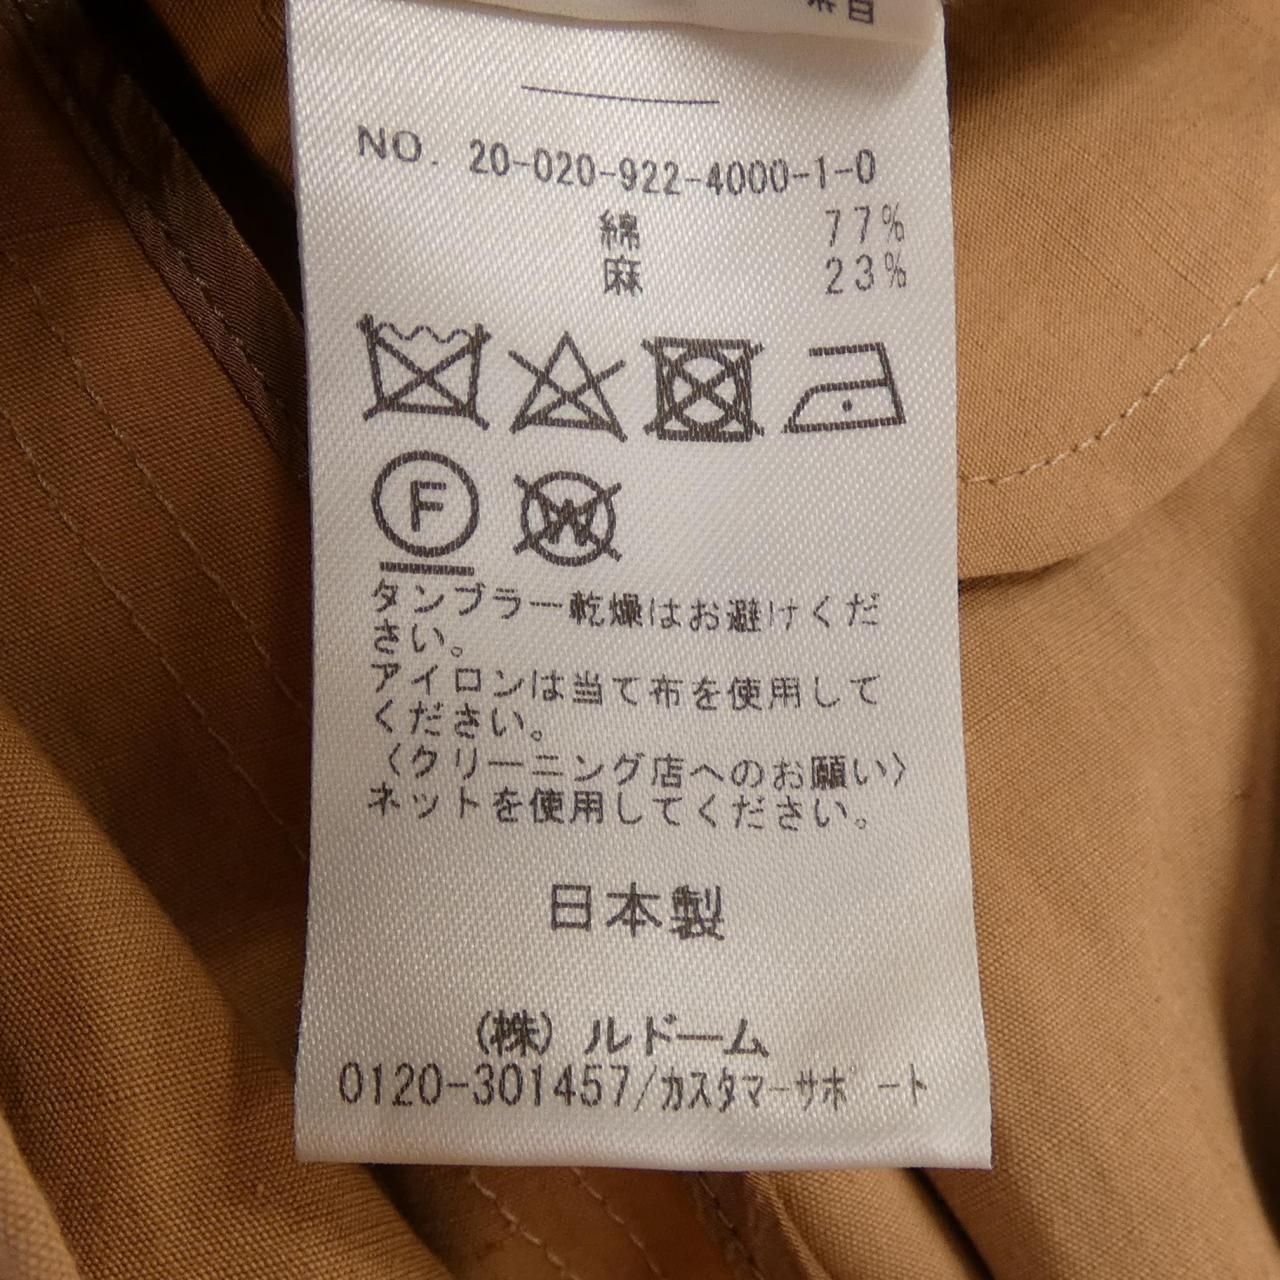 NO. 20-020-922-4000-1-0
綿 77%
麻 23%
F W
タンブラー乾燥はお避けくだ
さい。
アイロンは当て布を使用して
ください。
〈クリーニング店へのお願い〉
ネットを使用してください。
日本製
(株) ルドーム
0120-301457/カスタマーサポート